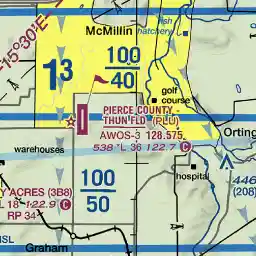 15°30'E
McMillin
fish
hatchery
13
100
40
golf
course
PIERCE COUNTY -
THUN FLD (PLU)
AWOS-3 128.575
538 *L 36 122.7 C
Orting
warehouses
hospital
Y ACRES (3B8)
L 18 122.9 C
RP 34
100
50
446
(208)
NSL
Graham